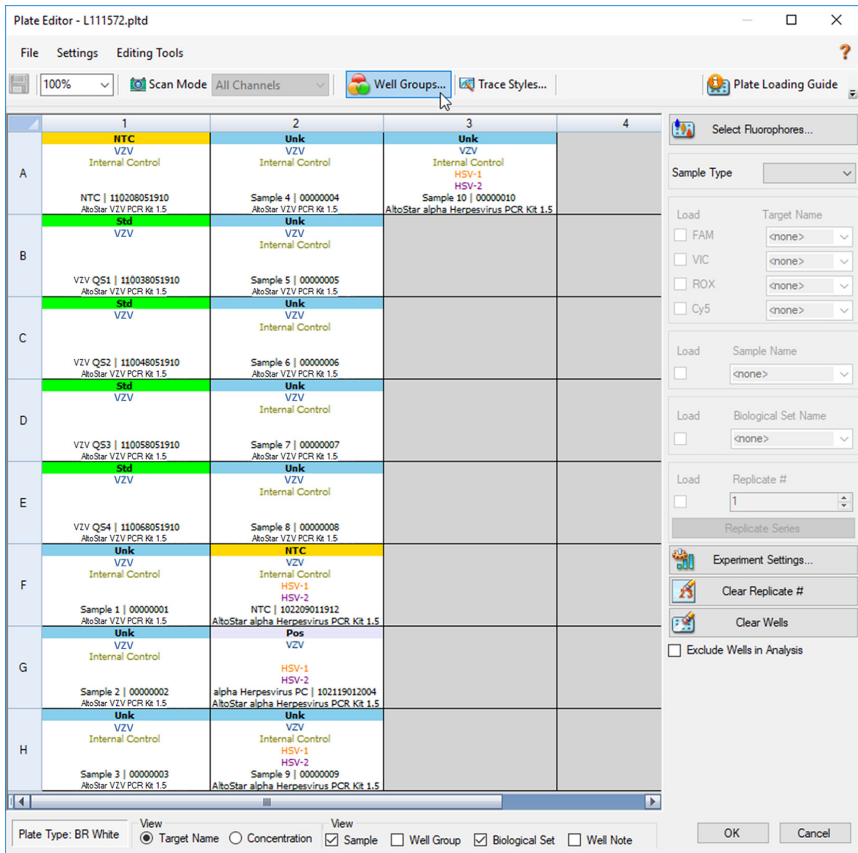 Plate Editor - L111572.pltd
File Settings Editing Tools ?
100% Scan Mode All Channels Well Groups... Trace Styles... Plate Loading Guide
1 2 3 4
A
NTC
VZV
Internal Control
NTC | 110208051910
AltoStar VZV PCR Kit 1.5
Unk
VZV
Internal Control
Sample 4 | 00000004
AltoStar VZV PCR Kit 1.5
Unk
VZV
Internal Control
HSV-1
HSV-2
Sample 10 | 00000010
AltoStar alpha Herpesvirus PCR Kit 1.5
B
Std
VZV
VZV QS1 | 110038051910
AltoStar VZV PCR Kit 1.5
Unk
VZV
Internal Control
Sample 5 | 00000005
AltoStar VZV PCR Kit 1.5
C
Std
VZV
VZV QS2 | 110048051910
AltoStar VZV PCR Kit 1.5
Unk
VZV
Internal Control
Sample 6 | 00000006
AltoStar VZV PCR Kit 1.5
D
Std
VZV
VZV QS3 | 110058051910
AltoStar VZV PCR Kit 1.5
Unk
VZV
Internal Control
Sample 7 | 00000007
AltoStar VZV PCR Kit 1.5
E
Std
VZV
VZV QS4 | 110068051910
AltoStar VZV PCR Kit 1.5
Unk
VZV
Internal Control
Sample 8 | 00000008
AltoStar VZV PCR Kit 1.5
F
Unk
VZV
Internal Control
Sample 1 | 00000001
AltoStar VZV PCR Kit 1.5
NTC
VZV
Internal Control
HSV-1
HSV-2
NTC | 102209011912
AltoStar alpha Herpesvirus PCR Kit 1.5
G
Unk
VZV
Internal Control
Sample 2 | 00000002
AltoStar VZV PCR Kit 1.5
Pos
VZV
HSV-1
HSV-2
alpha Herpesvirus PC | 102119012004
AltoStar alpha Herpesvirus PCR Kit 1.5
H
Unk
VZV
Internal Control
Sample 3 | 00000003
AltoStar VZV PCR Kit 1.5
Unk
VZV
Internal Control
HSV-1
HSV-2
Sample 9 | 00000009
AltoStar alpha Herpesvirus PCR Kit 1.5
Select Fluorophores...
Sample Type
Load Target Name
FAM <none>
VIC <none>
ROX <none>
Cy5 <none>
Load Sample Name
<none>
Load Biological Set Name
<none>
Load Replicate #
1
Replicate Series
Experiment Settings...
Clear Replicate #
Clear Wells
Exclude Wells in Analysis
Plate Type: BR White
View
Target Name Concentration
View
Sample Well Group Biological Set Well Note
OK Cancel